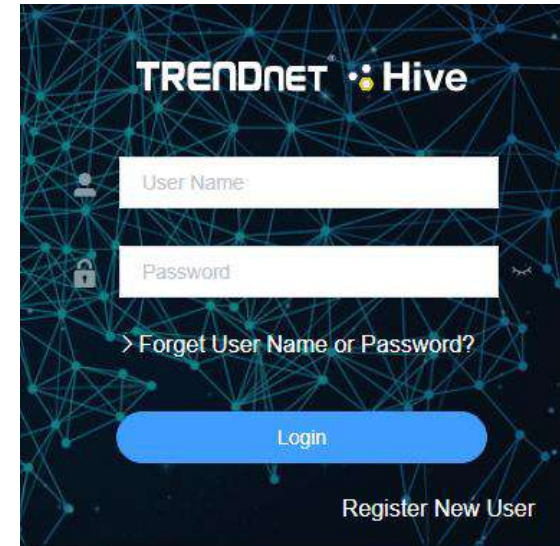 TRENDNET® Hive
User Name
Password
> Forget User Name or Password?
Login
Register New User